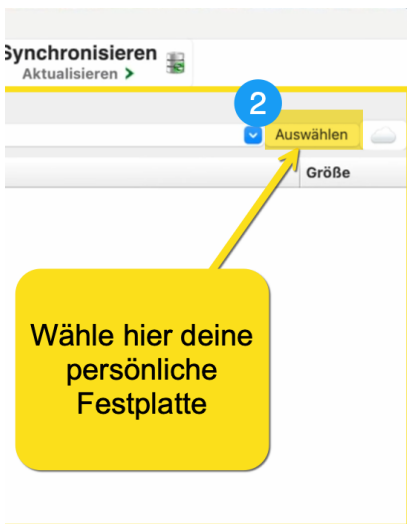 Synchronisieren
Aktualisieren >
2
Auswählen
Größe
Wähle hier deine
persönliche
Festplatte